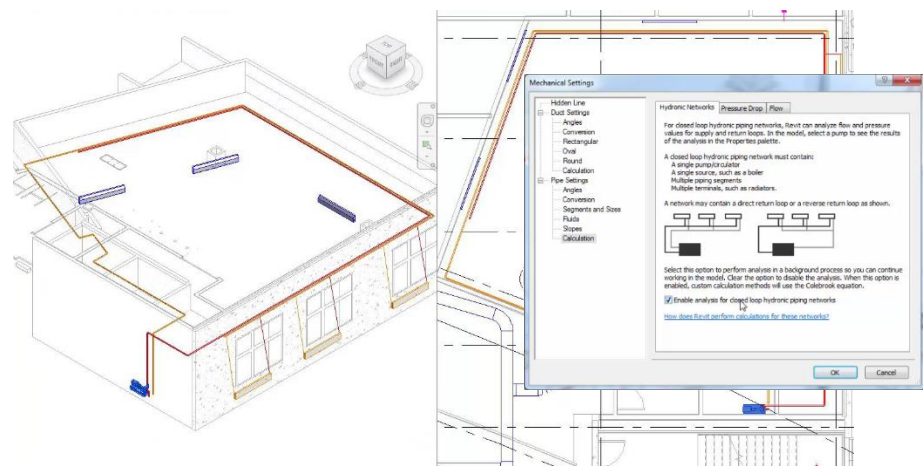 TOP
FRONT
RIGHT
Mechanical Settings
Hidden Line
Duct Settings
Angles
Conversion
Rectangular
Oval
Round
Calculation
Pipe Settings
Angles
Conversion
Segments and Sizes
Fluids
Slopes
Calculation
Hydronic Networks
Pressure Drop
Flow
For closed loop hydronic piping networks, Revit can analyze flow and pressure
values for supply and return loops. In the model, select a pump to see the results
of the analysis in the Properties palette.
A closed loop hydronic piping network must contain:
A single pump/circulator
A single source, such as a boiler
Multiple piping segments
Multiple terminals, such as radiators.
A network may contain a direct return loop or a reverse return loop as shown.
Select this option to perform analysis in a background process so you can continue
working in the model. Clear the option to disable the analysis. When this option is
enabled, custom calculation methods will use the Colebrook equation.
Enable analysis for closed loop hydronic piping networks
How does Revit perform calculations for these networks?
OK
Cancel